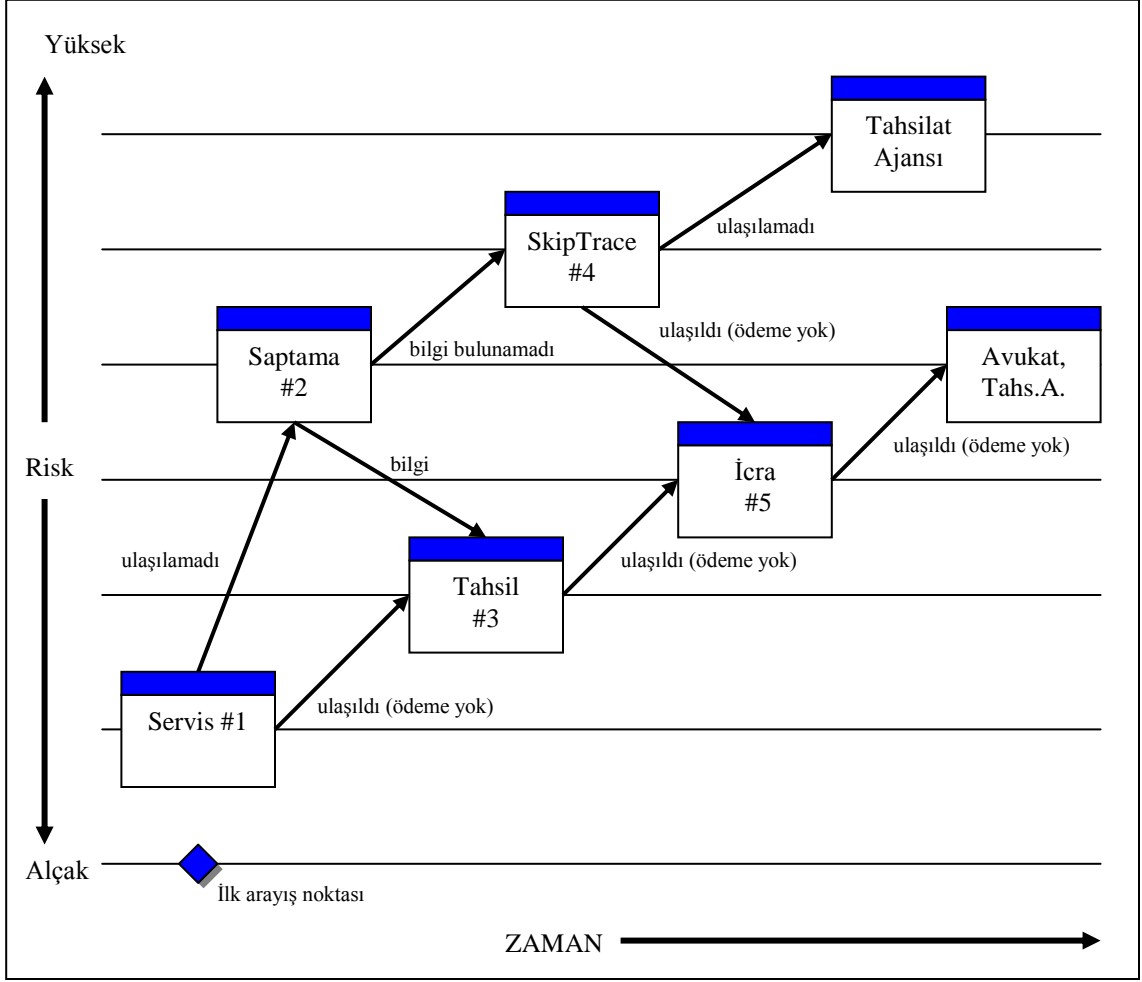 Yüksek
Tahsilat
Ajansı
ulaşılamadı
SkipTrace
#4
ulaşıldı (ödeme yok)
bilgi bulunamadı
Saptama
#2
Avukat,
Tahs.A.
ulaşıldı (ödeme yok)
Risk
bilgi
İcra
#5
ulaşılamadı
ulaşıldı (ödeme yok)
Tahsil
#3
ulaşıldı (ödeme yok)
Servis #1
Alçak
İlk arayış noktası
ZAMAN